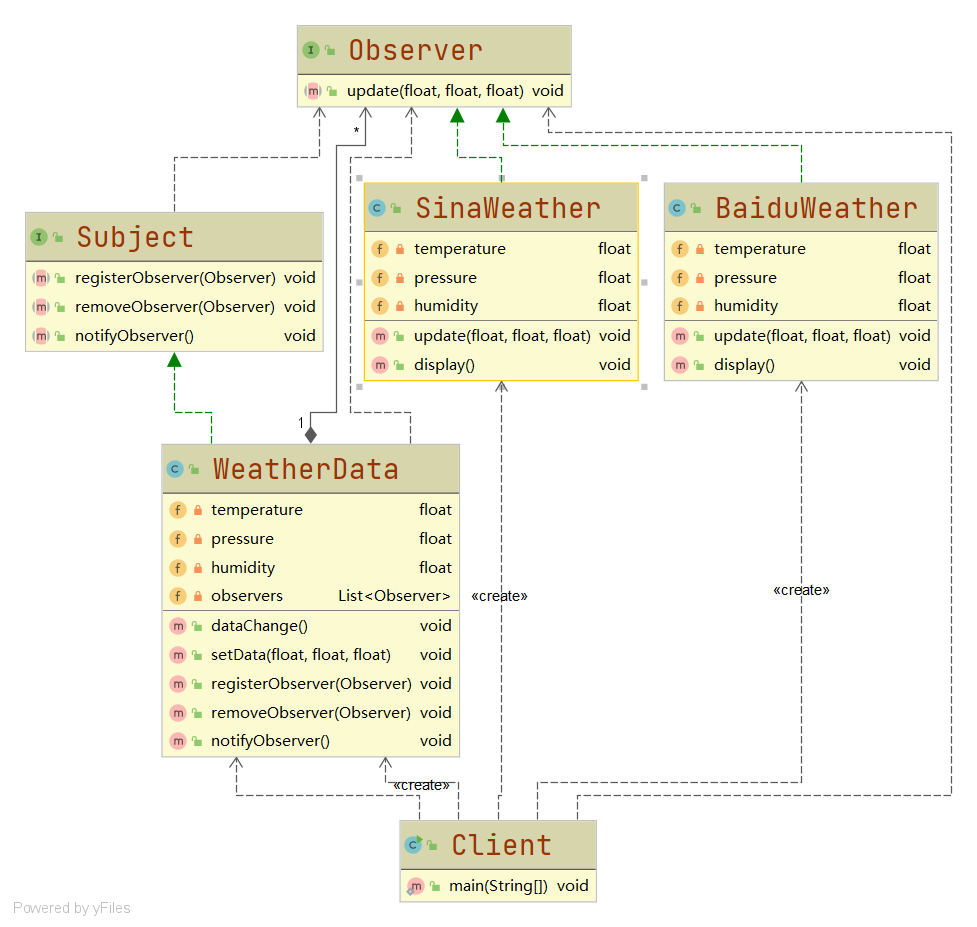 Observer
update(float, float, float) void
*
Subject
registerObserver(Observer) void
removeObserver(Observer) void
notifyObserver() void
SinaWeather
temperature float
pressure float
humidity float
update(float, float, float) void
display() void
BaiduWeather
temperature float
pressure float
humidity float
update(float, float, float) void
display() void
1
WeatherData
temperature float
pressure float
humidity float
observers List<Observer>
dataChange() void
setData(float, float, float) void
registerObserver(Observer) void
removeObserver(Observer) void
notifyObserver() void
«create»
«create»
«create»
Client
main(String[]) void
Powered by yFiles